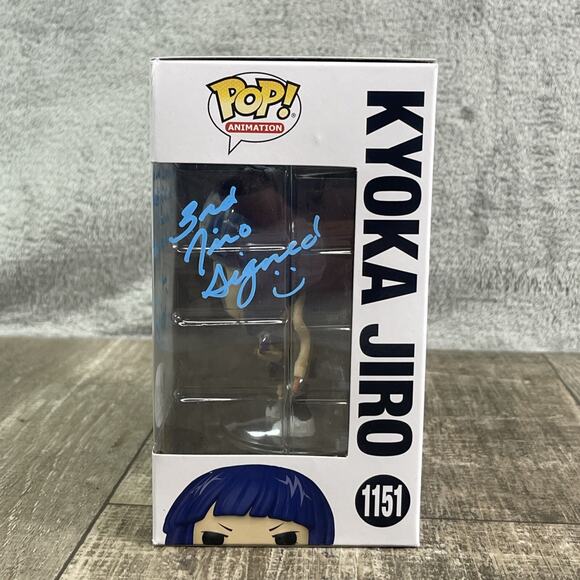 POP!
ANIMATION
3rd
Jiro
Signed
KYOKA JIRO
1151